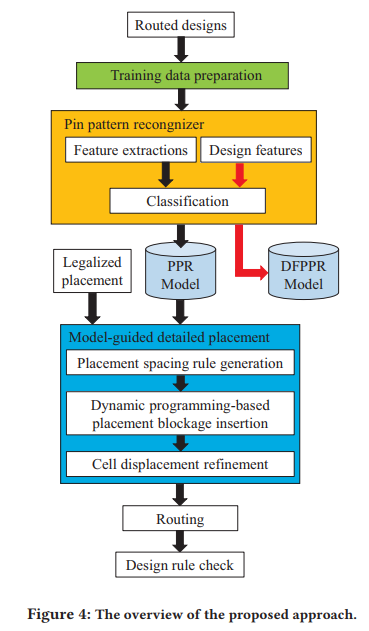 Routed designs
Training data preparation
Pin pattern recongnizer
Feature extractions
Design features
Classification
Legalized
placement
PPR
Model
DFPPR
Model
Model-guided detailed placement
Placement spacing rule generation
Dynamic programming-based
placement blockage insertion
Cell displacement refinement
Routing
Design rule check
Figure 4: The overview of the proposed approach.